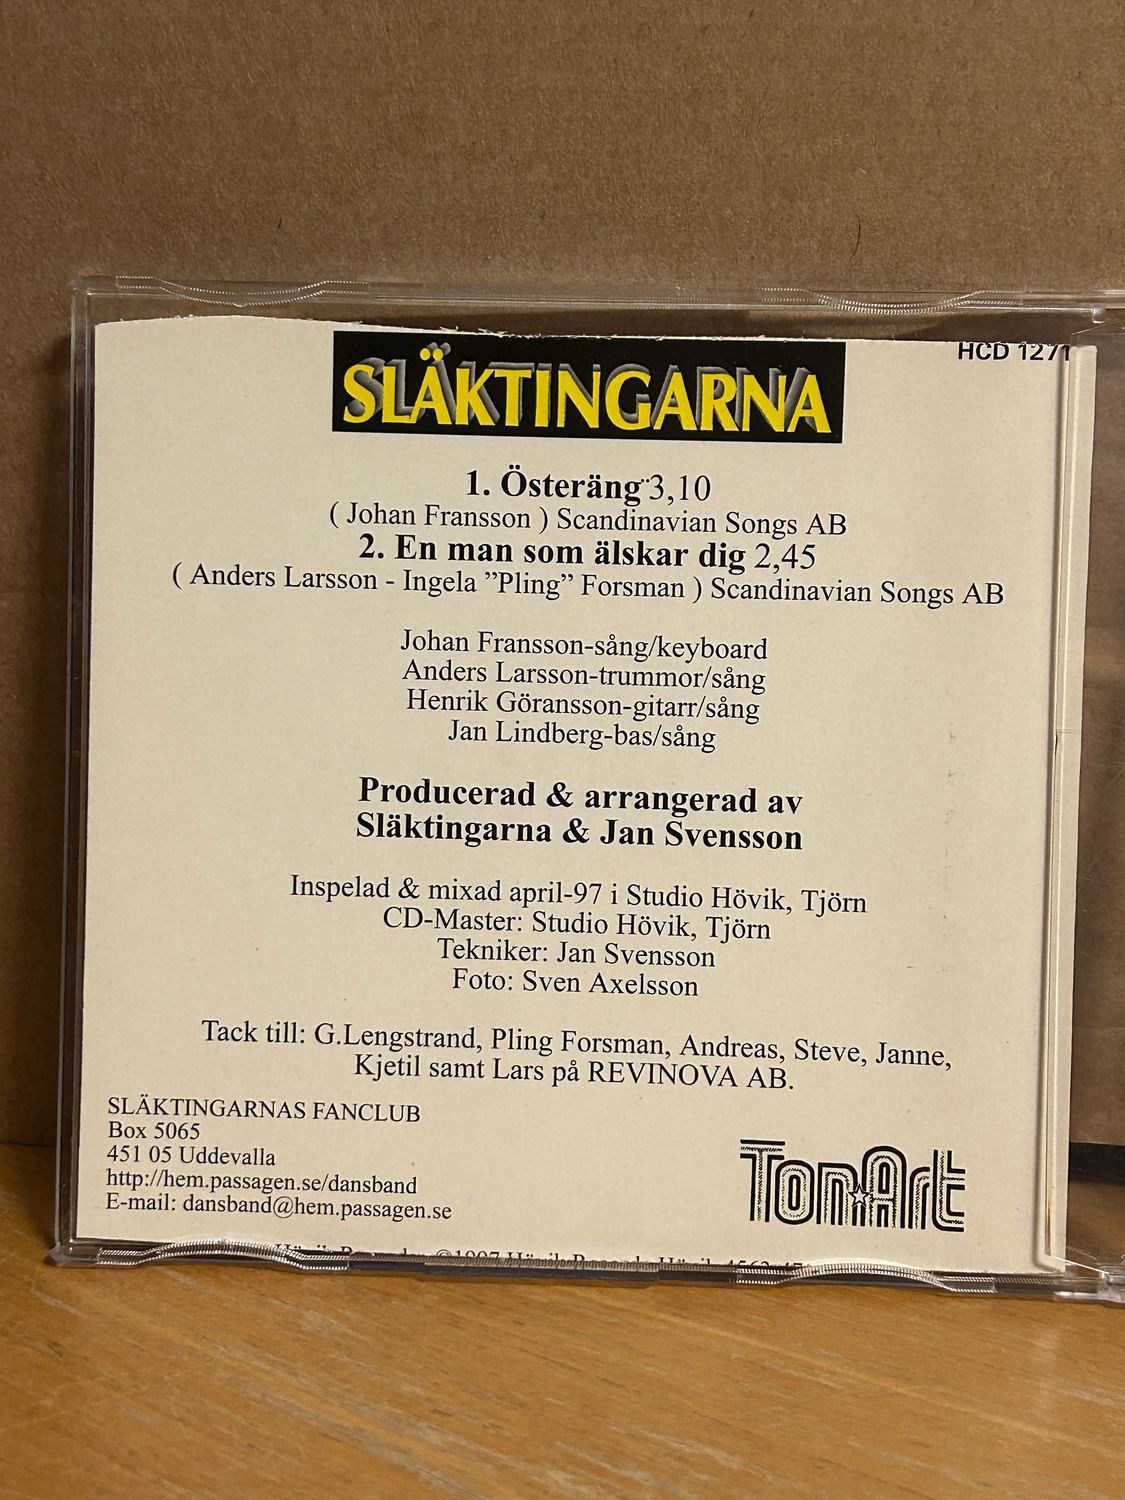 HCD 1271
SLÄKTINGARNA
1. Österäng¨3,10
( Johan Fransson ) Scandinavian Songs AB
2. En man som älskar dig 2,45
( Anders Larsson - Ingela ”Pling” Forsman ) Scandinavian Songs AB
Johan Fransson-sång/keyboard
Anders Larsson-trummor/sång
Henrik Göransson-gitarr/sång
Jan Lindberg-bas/sång
Producerad & arrangerad av
Släktingarna & Jan Svensson
Inspelad & mixad april-97 i Studio Hövik, Tjörn
CD-Master: Studio Hövik, Tjörn
Tekniker: Jan Svensson
Foto: Sven Axelsson
Tack till: G.Lengstrand, Pling Forsman, Andreas, Steve, Janne,
Kjetil samt Lars på REVINOVA AB.
SLÄKTINGARNAS FANCLUB
Box 5065
451 05 Uddevalla
http://hem.passagen.se/dansband
E-mail: dansband@hem.passagen.se
TonArt
©1997 Hövik